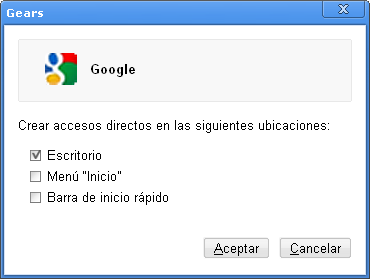 Gears
Google
Crear accesos directos en las siguientes ubicaciones:
Escritorio
Menú "Inicio"
Barra de inicio rápido
Aceptar
Cancelar